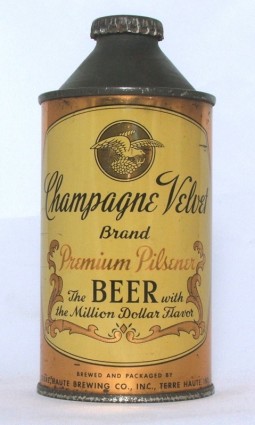 Champagne Velvet
Brand
Premium Pilsener
The BEER with
the Million Dollar Flavor
BREWED AND PACKAGED BY
HAUTE BREWING CO., INC., TERRE HAUTE,